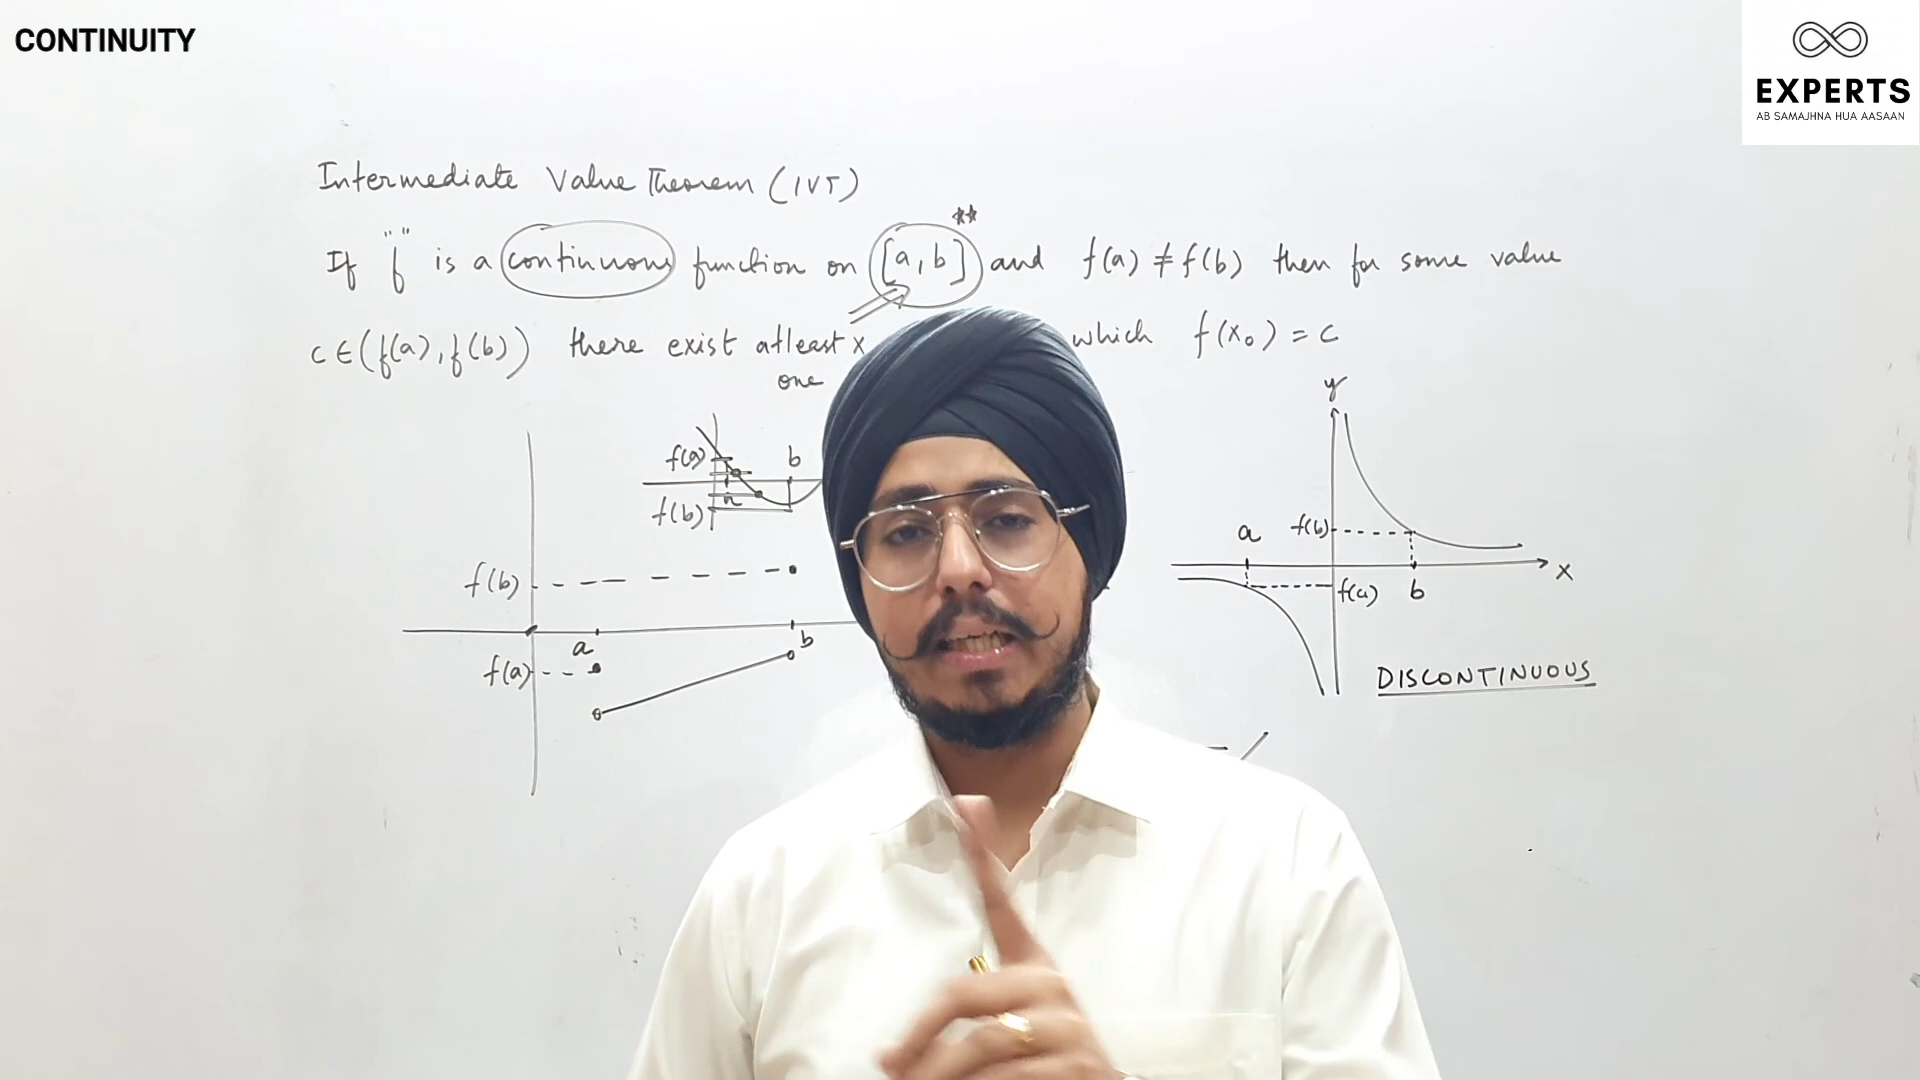 CONTINUITY
EXPERTS
AB SAMAJHNA HUA AASAAN
Intermediate Value Theorem (IVT)
If "f" is a continuous function on [a, b] ** and f(a) ≠ f(b) then for some value
c ∈ (f(a), f(b)) there exist atleast x which f(x₀) = c
one
y
f(a)
b
a
f(b)
f(b)
a
b
f(a)
a
f(b)
x
f(a)
b
DISCONTINUOUS